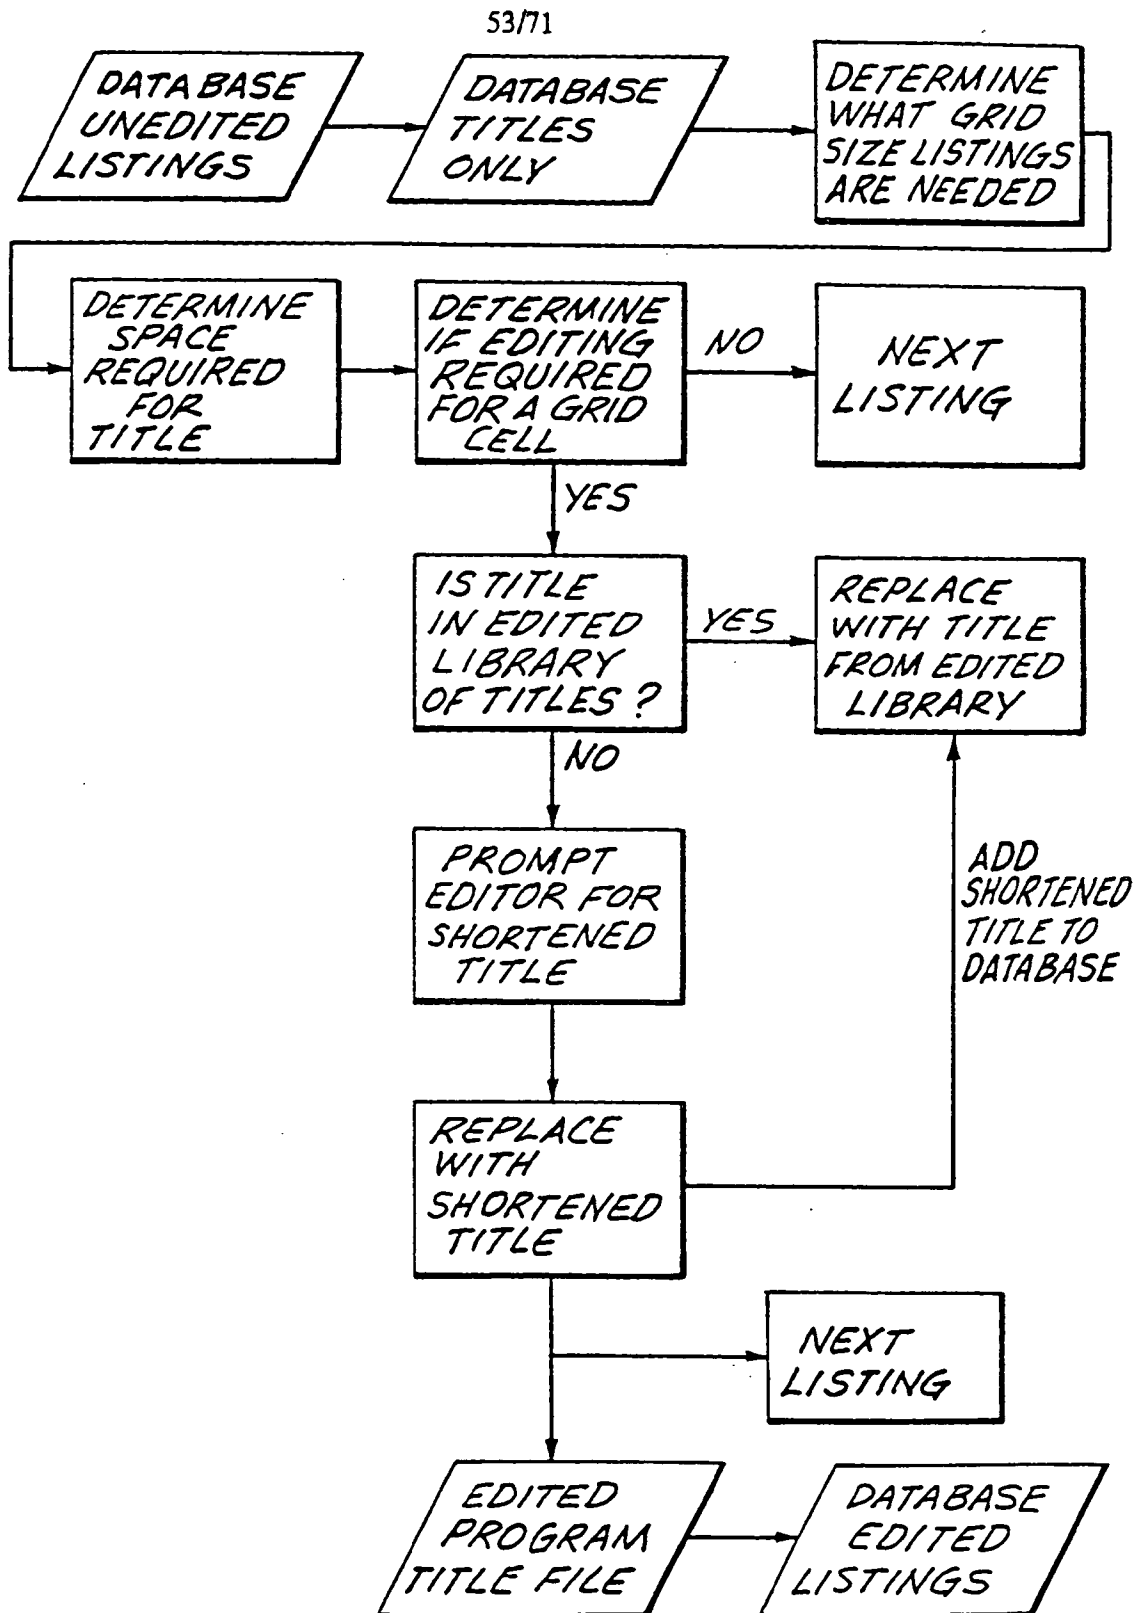 53/71
DATABASE
UNEDITED
LISTINGS
DATABASE
TITLES
ONLY
DETERMINE
WHAT GRID
SIZE LISTINGS
ARE NEEDED
DETERMINE
SPACE
REQUIRED
FOR
TITLE
DETERMINE
IF EDITING
REQUIRED
FOR A GRID
CELL
NO
NEXT
LISTING
YES
IS TITLE
IN EDITED
LIBRARY
OF TITLES ?
YES
REPLACE
WITH TITLE
FROM EDITED
LIBRARY
NO
PROMPT
EDITOR FOR
SHORTENED
TITLE
ADD
SHORTENED
TITLE TO
DATABASE
REPLACE
WITH
SHORTENED
TITLE
NEXT
LISTING
EDITED
PROGRAM
TITLE FILE
DATABASE
EDITED
LISTINGS